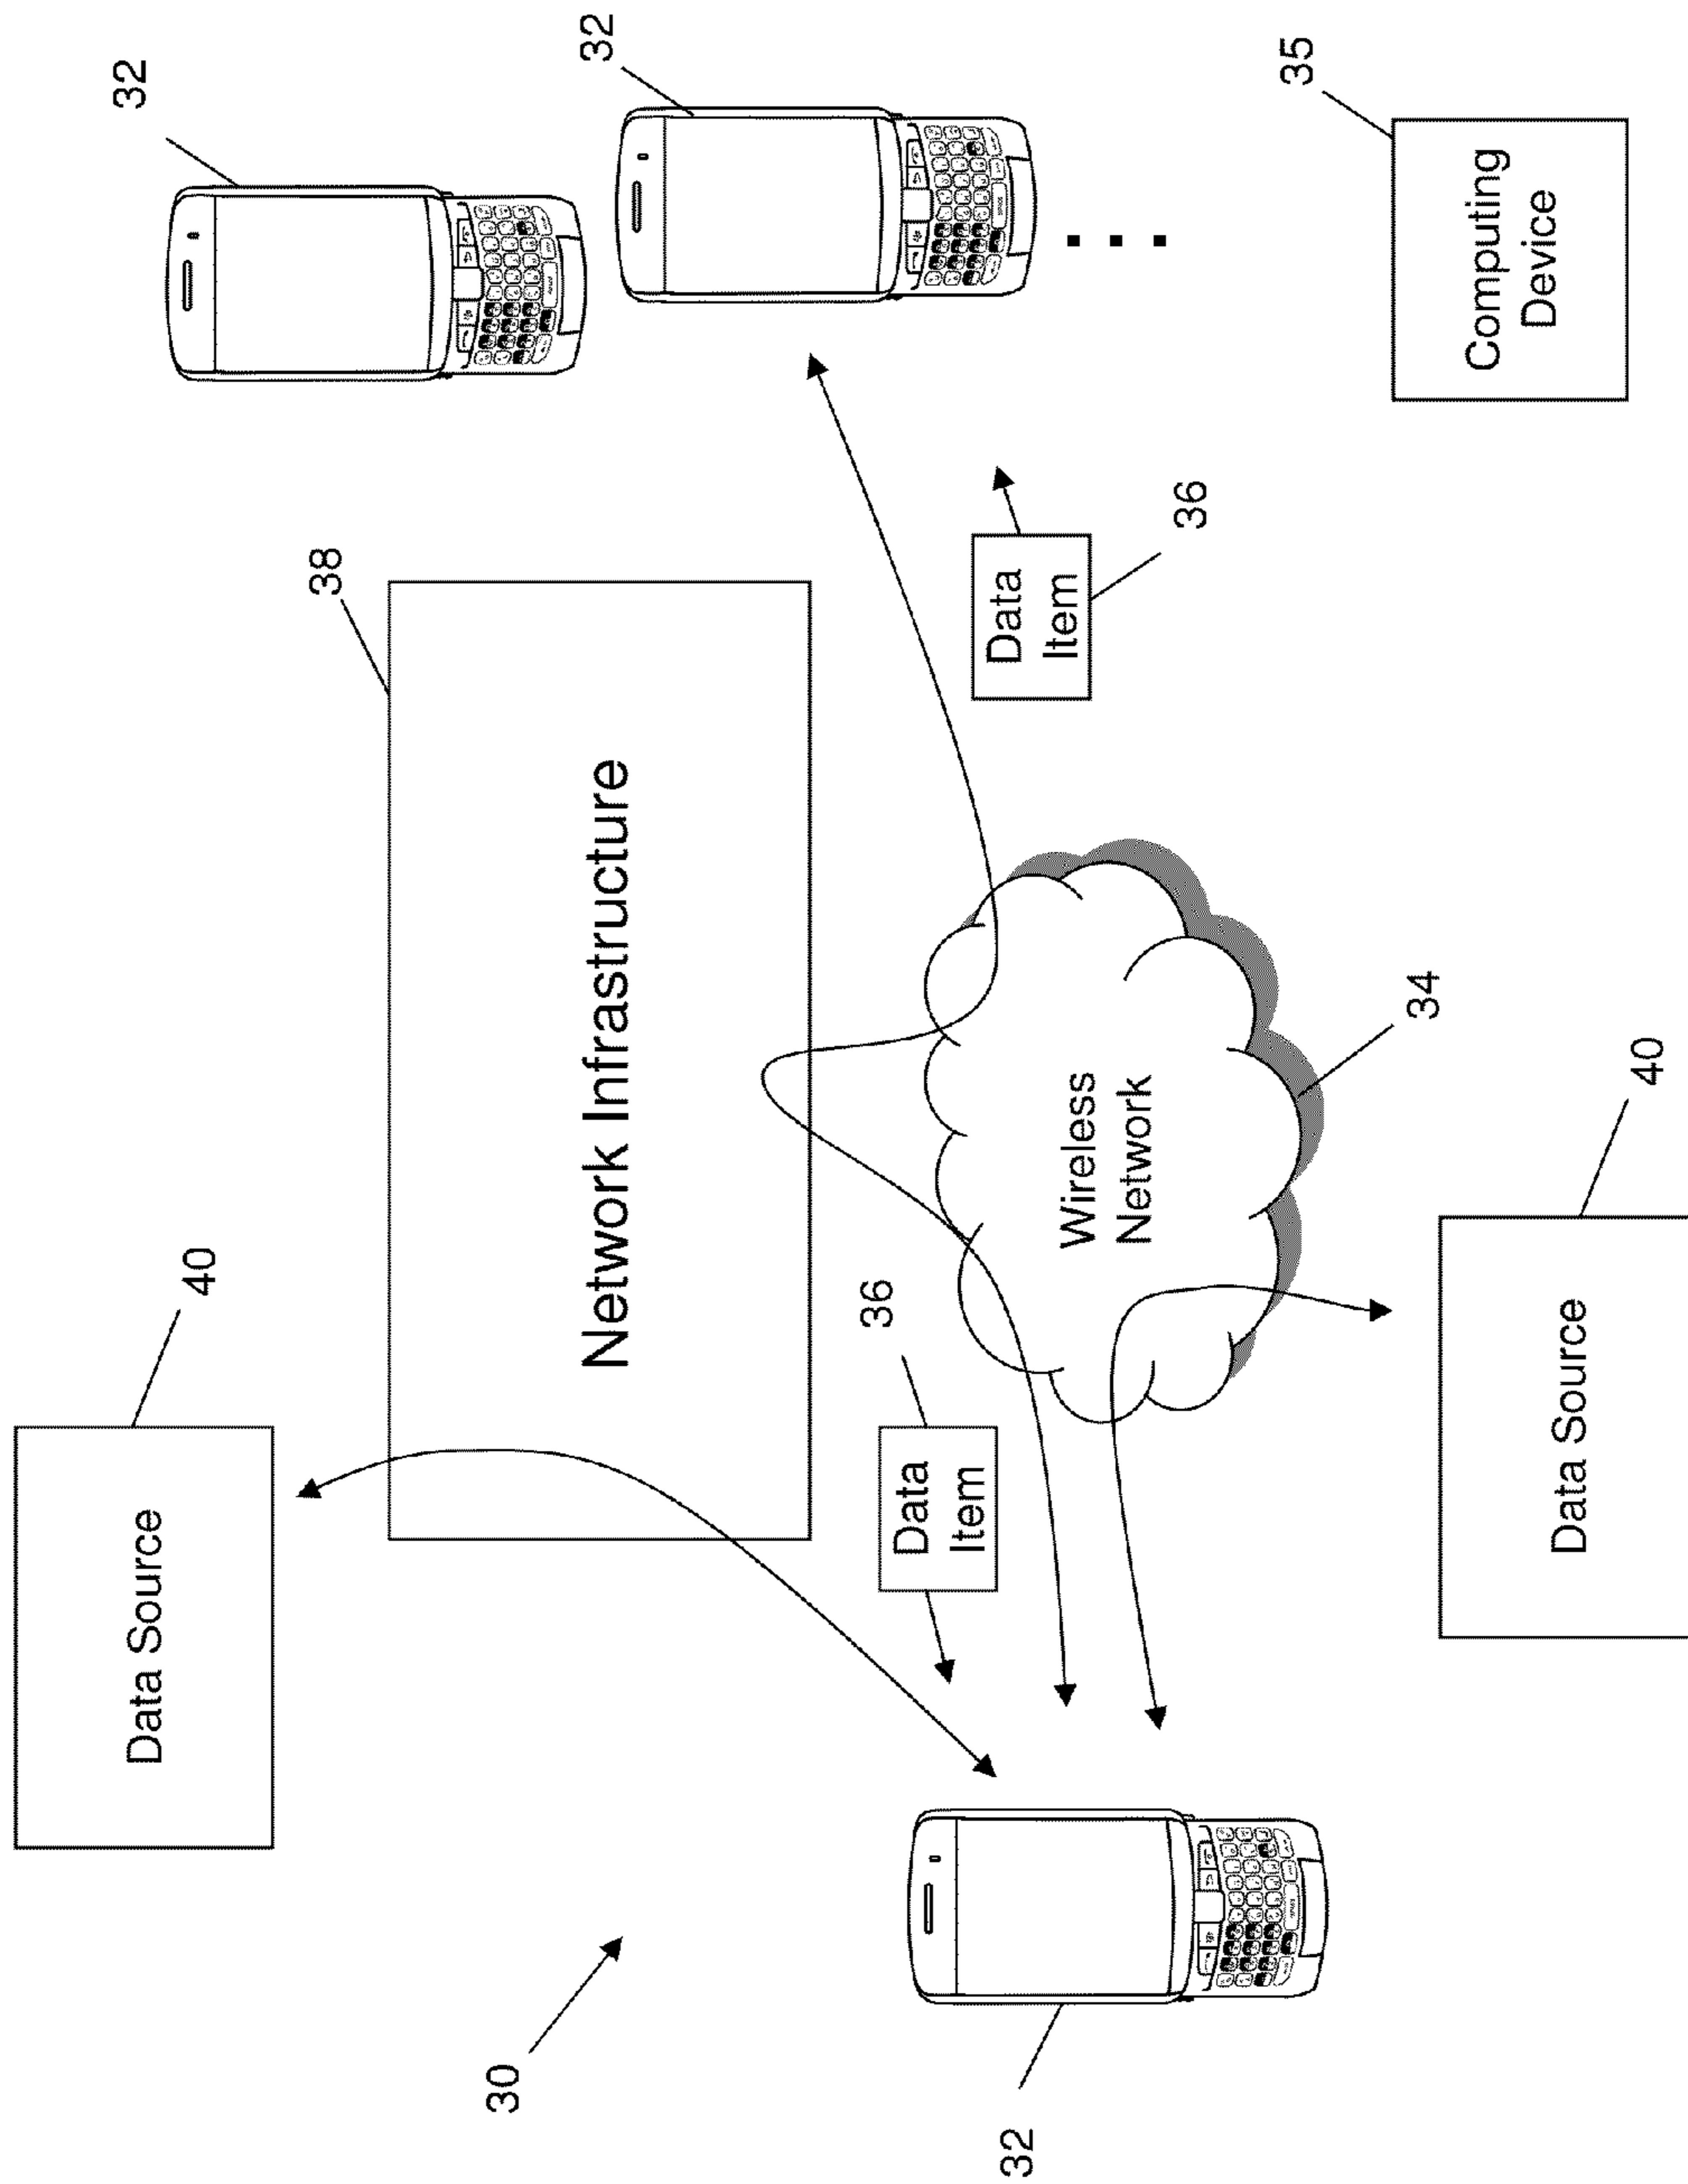 32
Data Source
40
38
30
32
Network Infrastructure
36
Data
Item
32
Data
Item
Wireless
Network
36
35
34
Computing
Device
Data Source
40